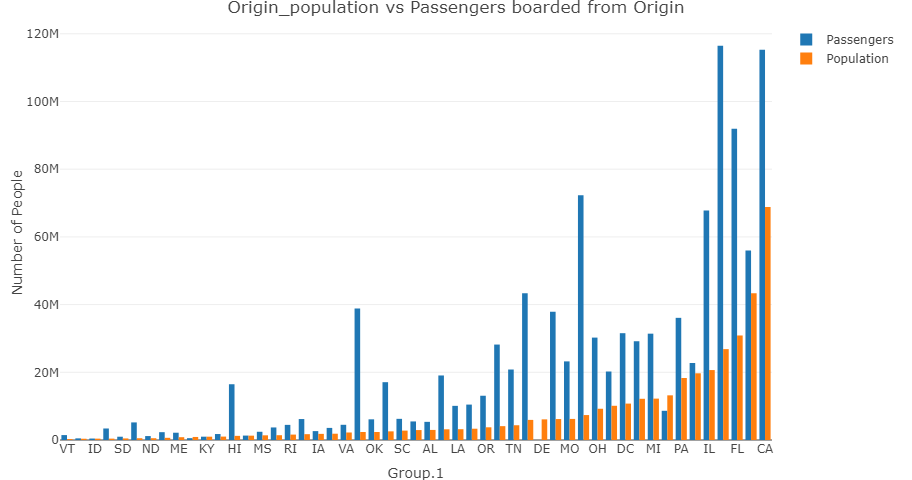 Origin_population vs Passengers boarded from Origin
120M
100M
80M
60M
40M
20M
0
Number of People
VT ID SD ND ME KY HI MS RI IA VA OK SC AL LA OR TN DE MO OH DC MI PA IL FL CA
Group.1
Passengers
Population